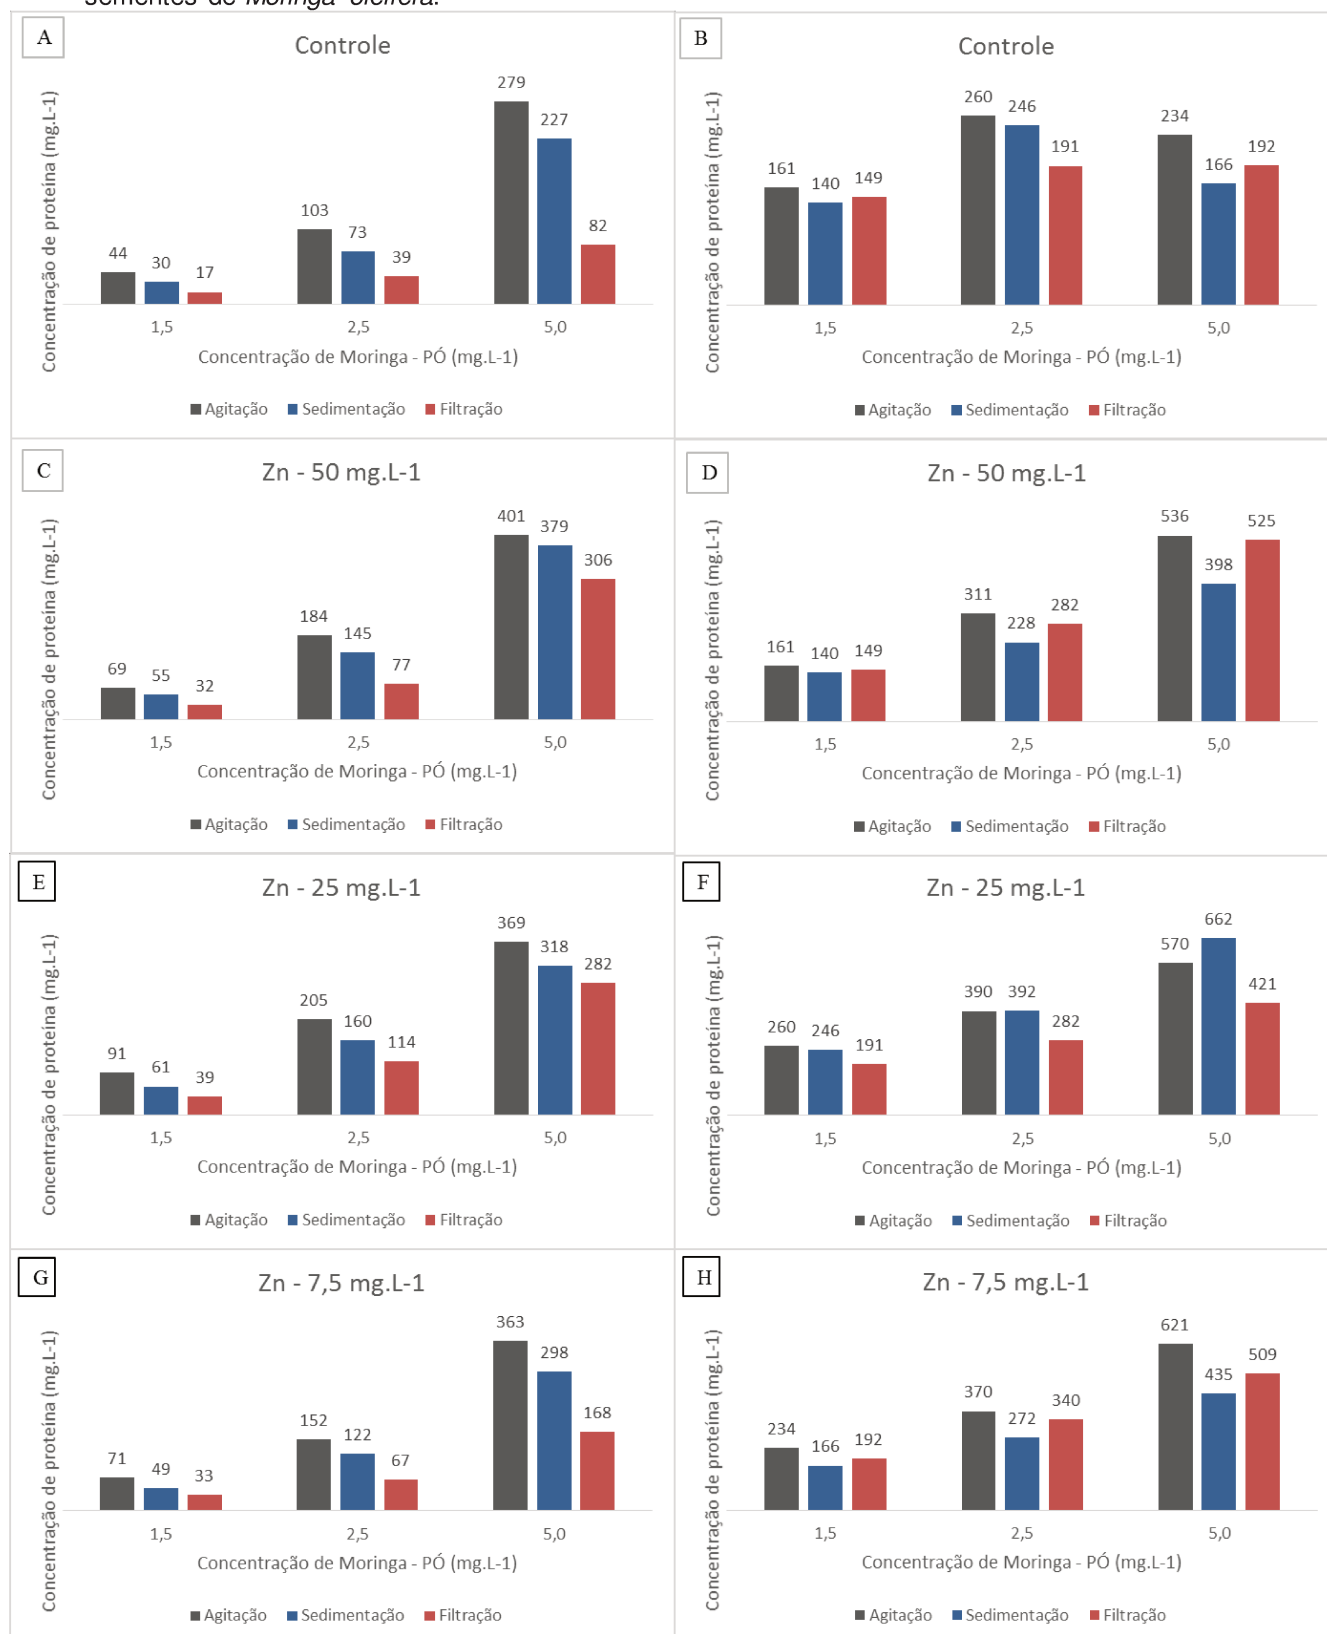 sementes de Moringa oleifera.
A
Controle
Concentração de proteína (mg.L-1)
279
227
103
82
73
44
39
30
17
1,5 2,5 5,0
Concentração de Moringa - PÓ (mg.L-1)
Agitação Sedimentação Filtração
B
Controle
Concentração de proteína (mg.L-1)
161 140 149
260 246 191
234 166 192
1,5 2,5 5,0
Concentração de Moringa - PÓ (mg.L-1)
Agitação Sedimentação Filtração
C
Zn - 50 mg.L-1
Concentração de proteína (mg.L-1)
69 55 32
184 145 77
401 379 306
1,5 2,5 5,0
Concentração de Moringa - PÓ (mg.L-1)
Agitação Sedimentação Filtração
D
Zn - 50 mg.L-1
Concentração de proteína (mg.L-1)
161 140 149
311 228 282
536 398 525
1,5 2,5 5,0
Concentração de Moringa - PÓ (mg.L-1)
Agitação Sedimentação Filtração
E
Zn - 25 mg.L-1
Concentração de proteína (mg.L-1)
91 61 39
205 160 114
369 318 282
1,5 2,5 5,0
Concentração de Moringa - PÓ (mg.L-1)
Agitação Sedimentação Filtração
F
Zn - 25 mg.L-1
Concentração de proteína (mg.L-1)
260 246 191
390 392 282
570 662 421
1,5 2,5 5,0
Concentração de Moringa - PÓ (mg.L-1)
Agitação Sedimentação Filtração
G
Zn - 7,5 mg.L-1
Concentração de proteína (mg.L-1)
71 49 33
152 122 67
363 298 168
1,5 2,5 5,0
Concentração de Moringa - PÓ (mg.L-1)
Agitação Sedimentação Filtração
H
Zn - 7,5 mg.L-1
Concentração de proteína (mg.L-1)
234 166 192
370 272 340
621 435 509
1,5 2,5 5,0
Concentração de Moringa - PÓ (mg.L-1)
Agitação Sedimentação Filtração